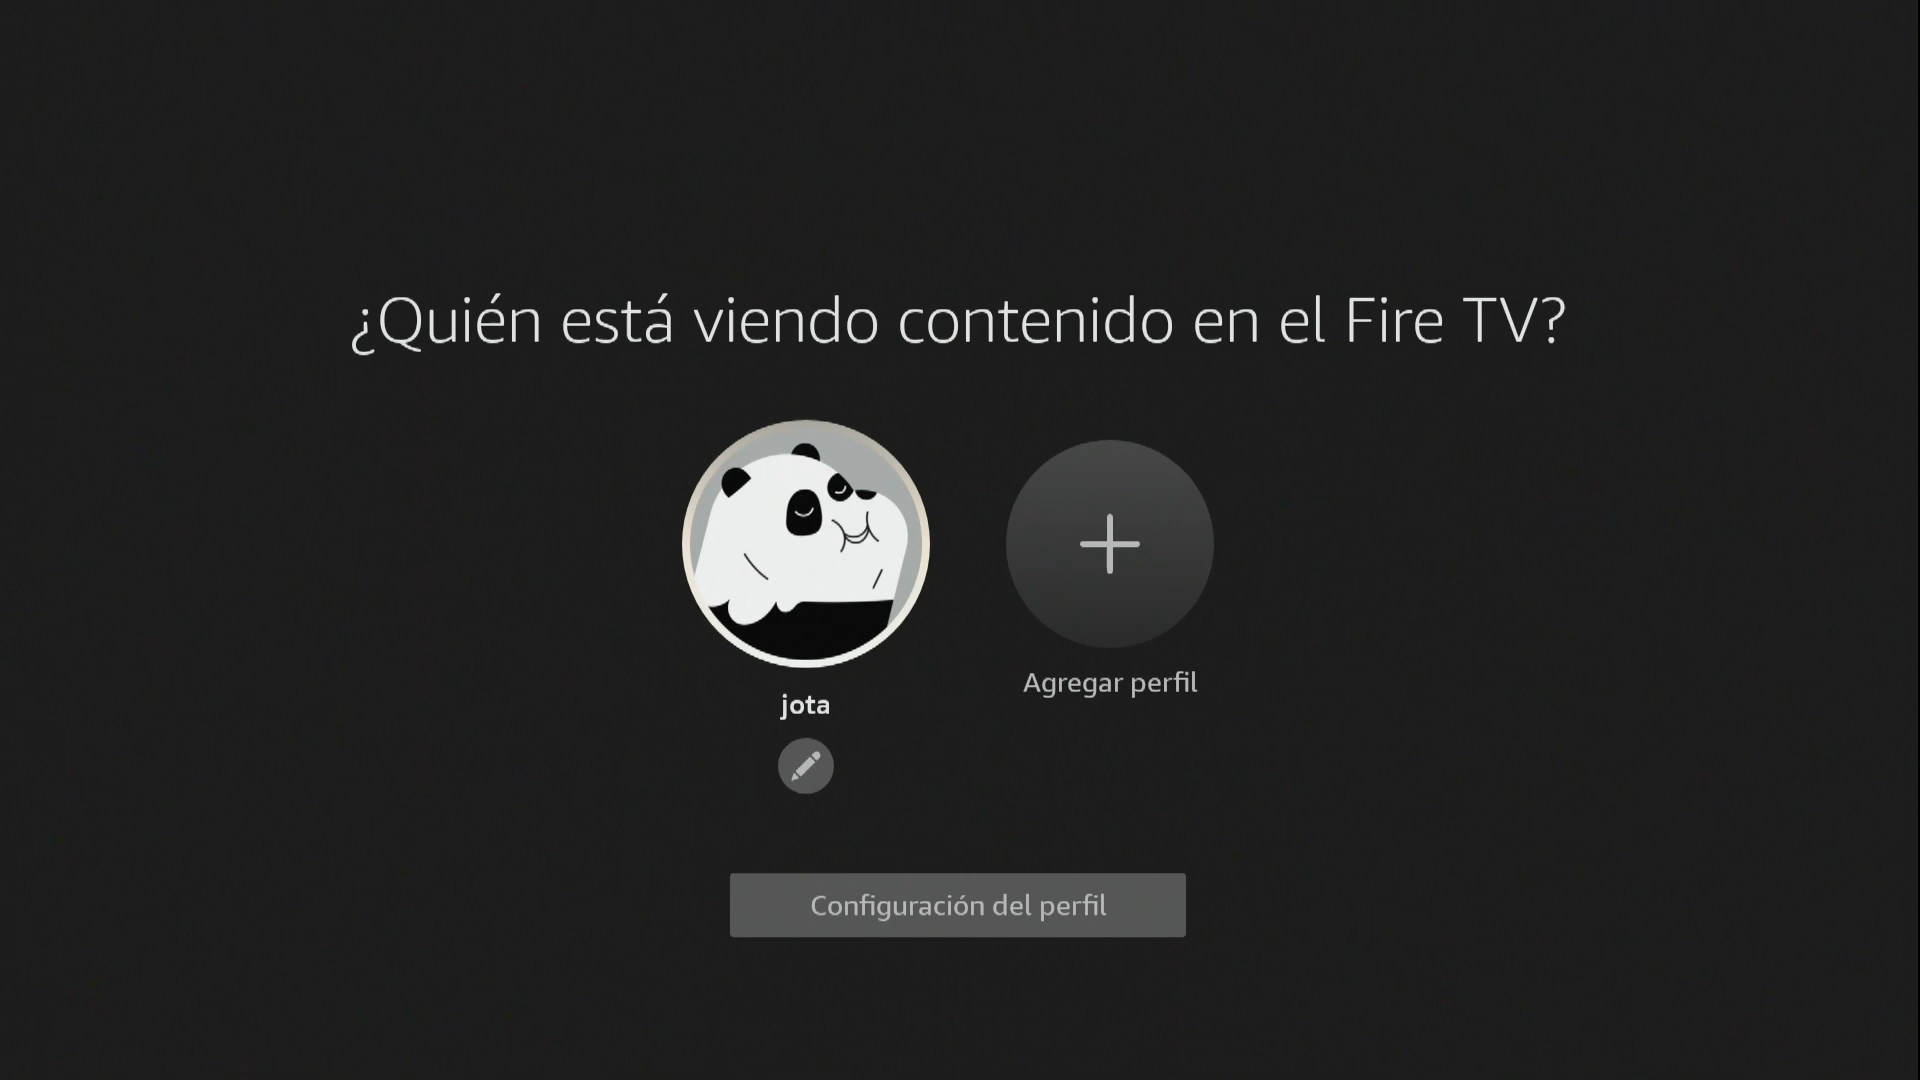 ¿Quién está viendo contenido en el Fire TV?
jota
Agregar perfil
Configuración del perfil